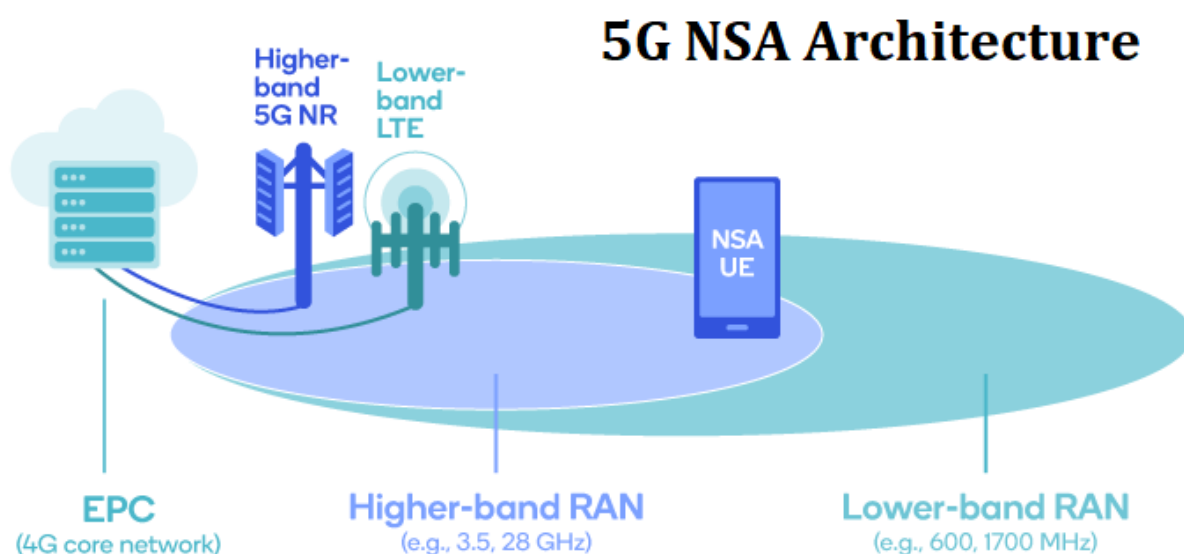 5G NSA Architecture
Higher-
band
5G NR
Lower-
band
LTE
NSA
UE
EPC
(4G core network)
Higher-band RAN
(e.g., 3.5, 28 GHz)
Lower-band RAN
(e.g., 600, 1700 MHz)